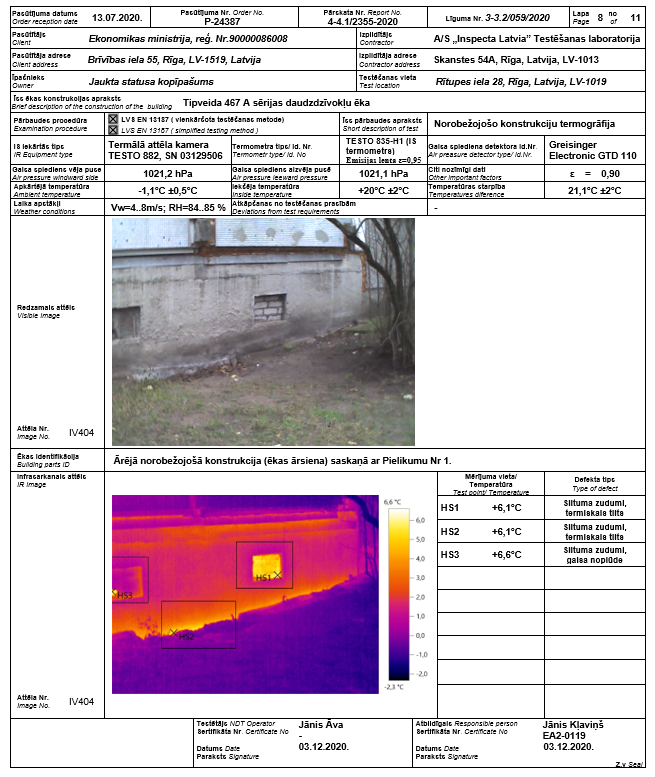 Pasūtījuma datums 13.07.2020. Pasūtījuma Nr. Order No. Pārskata Nr. Report No. Līguma Nr. 3-3.2/059/2020 Lapa 8 no 11
Date of order P-24387 4-4.1/2355-2020 Page of
Pasūtītājs Ekonomikas ministrija, reģ. Nr.90000086008 Izpildītājs A/S „Inspecta Latvia” Testēšanas laboratorija
Client Contractor
Pasūtītāja adrese Brīvības iela 55, Rīga, LV-1519, Latvija Izpildītāja adrese Skanstes 54A, Rīga, Latvija, LV-1013
Client address Contractor address
Īpašnieks Jaukta statusa kopīpašums Testēšanas vieta Rītupes iela 28, Rīga, Latvija, LV-1019
Owner Test location
Īss ēkas konstrukcijas apraksts Tipveida 467 A sērijas daudzdzīvokļu ēka
Brief description of the construction of the building
Pārbaudes procedūra LVS EN 13187 ( vienkāršota testēšanas metode) Īss pārbaudes apraksts Norobežojošo konstrukciju termogrāfija
Examination procedure LVS EN 13187 ( simplified testing method ) Short description of test
IS iekārtās tips Termālā attēla kamera Termometra tips/ Id. Nr. TESTO 835-H1 (IS termometrs) Gaisa spiediena detektora Id.Nr. Greisinger
IR Equipment type TESTO 882, SN 03129506 Termometr type/ Id. No Emisijas lenta ε=0,95 Air pressure detector type/ Id.Nr. Electronic GTD 110
Gaisa spiediens vēja puse 1021,2 hPa Gaisa spiediens aizvēja pusē 1021,1 hPa Citi nozīmīgi dati ε = 0,90
Air pressure windward side Air pressure leeward pressure Other important factors
Apkārtējā temperatūra -1,1°C ±0,5°C Iekšēja temperatūra +20°C ±2°C Temperatūras starpība 21,1°C ±2°C
Ambient temperature Inside temperature Temperatures diference
Laika apstākļi Vw=4..8m/s; RH=84..85 % Atkāpšanas no testēšanas prasībām -
Weather conditions Deviations from test requirements
Redzamais attēls
Visible Image
Attēla Nr. IV404
Image No.
Ēkas identifikācija Ārējā norobežojošā konstrukcija (ēkas ārsiena) saskaņā ar Pielikumu Nr 1.
Building parts ID
Infrasarkanais attēls Mērījuma vieta/ Defekta tips
IR Image Temperatūra Type of defect
Test point/ Temperature
HS1 +6,1°C Siltuma zudumi, termiskais tilts
HS2 +6,1°C Siltuma zudumi, termiskais tilts
HS3 +6,6°C Siltuma zudumi, gaisa noplūde
6,6 °C
6,0
5,0
4,0
3,0
2,0
1,0
0,0
-1,0
-2,0
-2,3 °C
HS1
HS3
HS2
Attēla Nr. IV404
Image No.
Testētājs NDT Operator Jānis Āva Atbildīgais Responsible person Jānis Kļaviņš
Sertifikāta Nr. Certificate No - Sertifikāta Nr. Certificate No EA2-0119
Datums Date 03.12.2020. Datums Date 03.12.2020.
Paraksts Signature Paraksts Signature
Z.v Seal